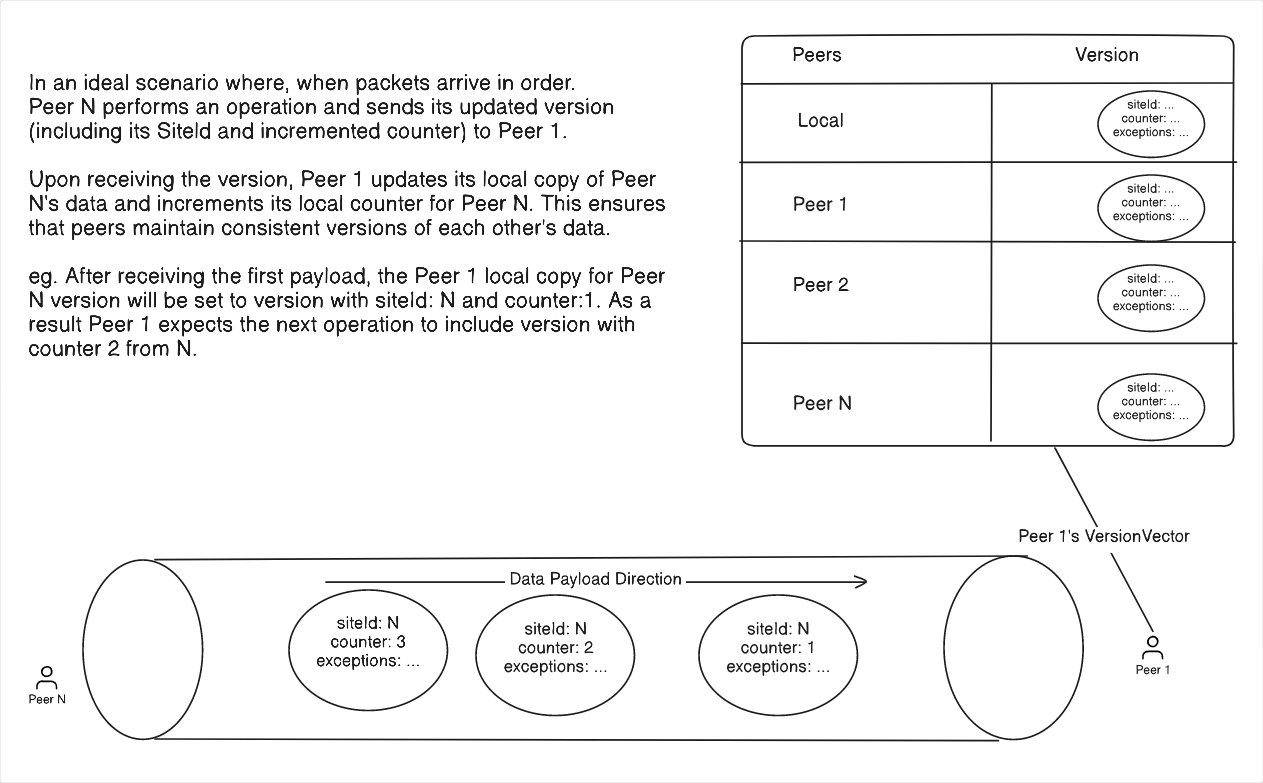 In an ideal scenario where, when packets arrive in order.
Peer N performs an operation and sends its updated version
(including its SiteId and incremented counter) to Peer 1.
Upon receiving the version, Peer 1 updates its local copy of Peer
N's data and increments its local counter for Peer N. This ensures
that peers maintain consistent versions of each other's data.
eg. After receiving the first payload, the Peer 1 local copy for Peer
N version will be set to version with siteId: N and counter:1. As a
result Peer 1 expects the next operation to include version with
counter 2 from N.
Peers Version
Local
siteId: ...
counter: ...
exceptions: ...
Peer 1
siteId: ...
counter: ...
exceptions: ...
Peer 2
siteId: ...
counter: ...
exceptions: ...
Peer N
siteId: ...
counter: ...
exceptions: ...
Peer 1's VersionVector
Data Payload Direction
siteId: N
counter: 3
exceptions: ...
siteId: N
counter: 2
exceptions: ...
siteId: N
counter: 1
exceptions: ...
Peer N
Peer 1